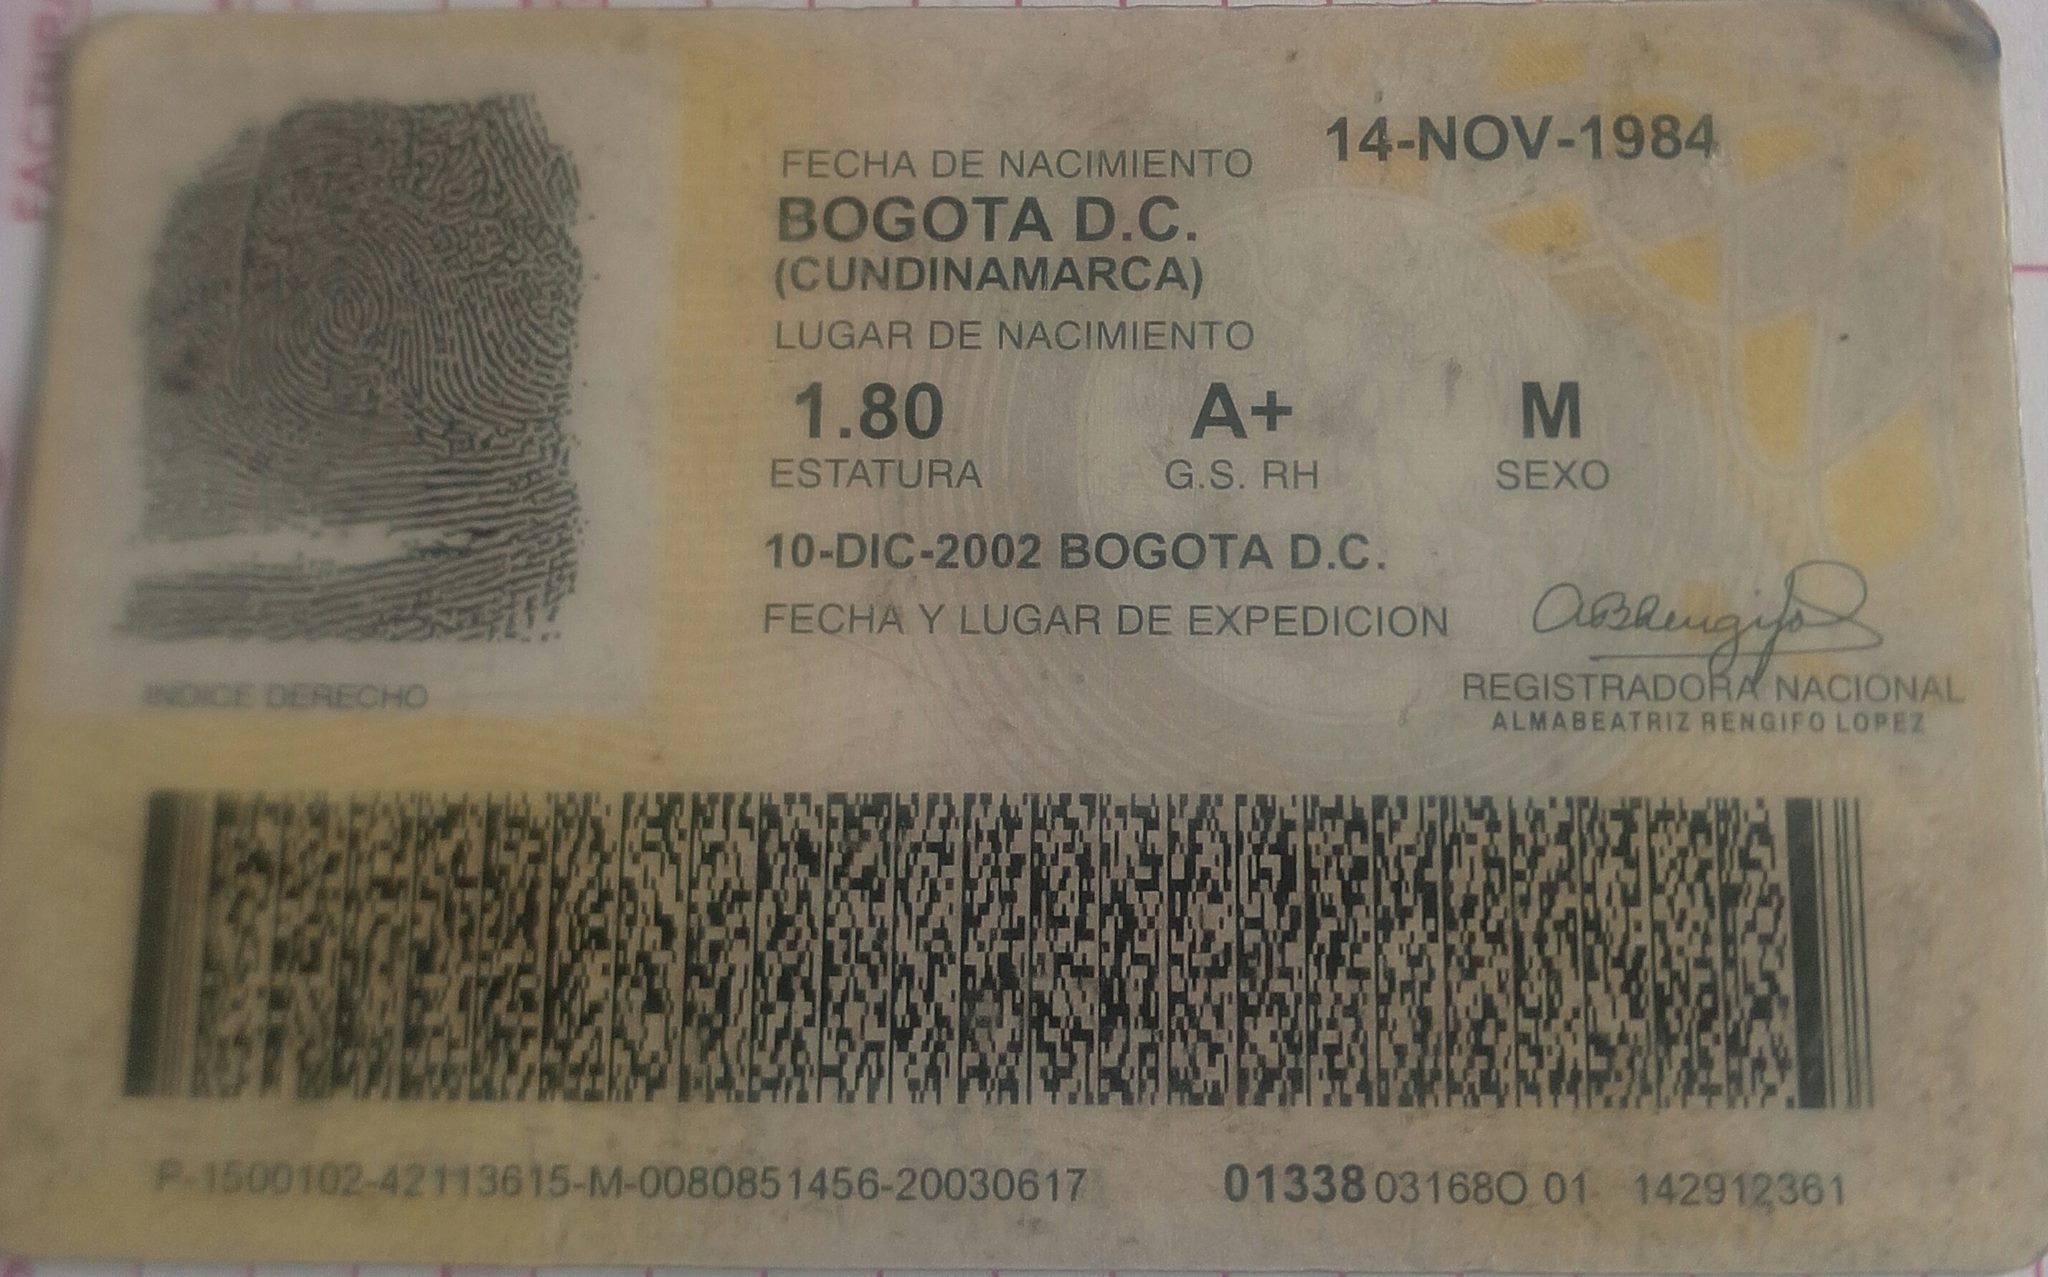 14-NOV-1984
FECHA DE NACIMIENTO
BOGOTA D.C.
(CUNDINAMARCA)
LUGAR DE NACIMIENTO
1.80 A+ M
ESTATURA G.S. RH SEXO
10-DIC-2002 BOGOTA D.C.
FECHA Y LUGAR DE EXPEDICION
INDICE DERECHO
REGISTRADORA NACIONAL
ALMABEATRIZ RENGIFO LOPEZ
P-1500102-42113615-M-0080851456-20030617 01338 03168O 01 142912361